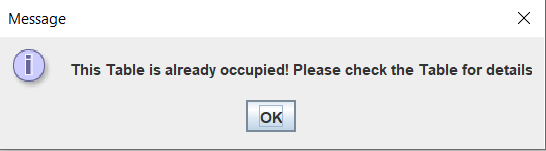 Message
This Table is already occupied! Please check the Table for details
OK